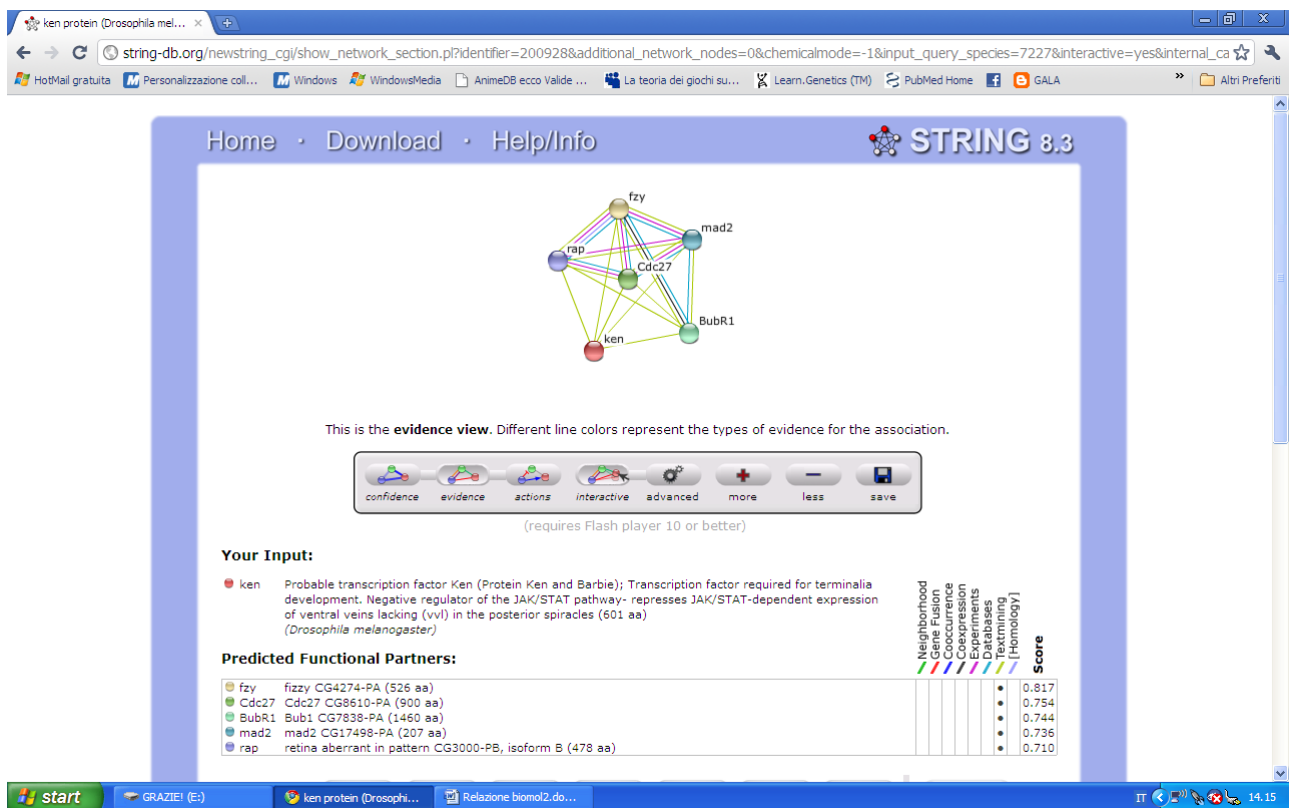 ken protein (Drosophila mel...
string-db.org/newstring_cgi/show_network_section.pl?identifier=200928&additional_network_nodes=0&chemicalmode=-1&input_query_species=7227&interactive=yes&internal_ca
HotMail gratuita Personalizzazione coll... Windows WindowsMedia AnimeDB ecco Valide ... La teoria dei giochi su... Learn.Genetics (TM) PubMed Home GALA » Altri Preferiti
Home · Download · Help/Info STRING 8.3
fzy
mad2
rap
Cdc27
BubR1
ken
This is the evidence view. Different line colors represent the types of evidence for the association.
confidence evidence actions interactive advanced more less save
(requires Flash player 10 or better)
Your Input:
ken Probable transcription factor Ken (Protein Ken and Barbie); Transcription factor required for terminalia
development. Negative regulator of the JAK/STAT pathway- represses JAK/STAT-dependent expression
of ventral veins lacking (vvl) in the posterior spiracles (601 aa)
(Drosophila melanogaster)
Neighborhood
Gene Fusion
Cooccurrence
Coexpression
Experiments
Databases
Textmining
[Homology]
Score
Predicted Functional Partners:
fzy fizzy CG4274-PA (526 aa) • 0.817
Cdc27 Cdc27 CG8610-PA (900 aa) • 0.754
BubR1 Bub1 CG7838-PA (1460 aa) • 0.744
mad2 mad2 CG17498-PA (207 aa) • 0.736
rap retina aberrant in pattern CG3000-PB, isoform B (478 aa) • 0.710
start GRAZIE! (E:) ken protein (Drosophi... Relazione biomol2.do... IT 14.15